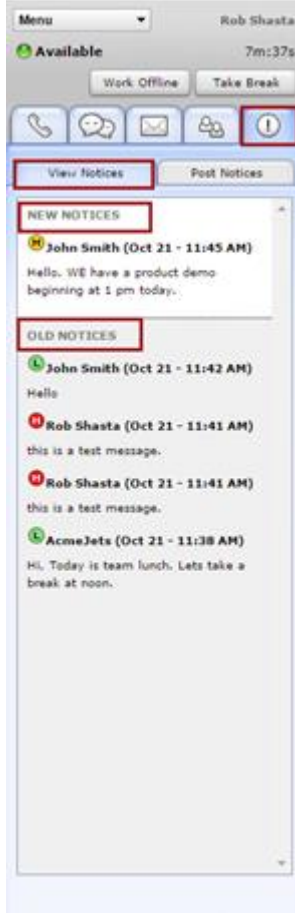 Menu
Rob Shasta
Available
7m:37s
Work Offline
Take Break
View Notices
Post Notices
NEW NOTICES
M John Smith (Oct 21 - 11:45 AM)
Hello. WE have a product demo
beginning at 1 pm today.
OLD NOTICES
L John Smith (Oct 21 - 11:42 AM)
Hello
H Rob Shasta (Oct 21 - 11:41 AM)
this is a test message.
H Rob Shasta (Oct 21 - 11:41 AM)
this is a test message.
L AcmeJets (Oct 21 - 11:38 AM)
Hi, Today is team lunch. Lets take a
break at noon.